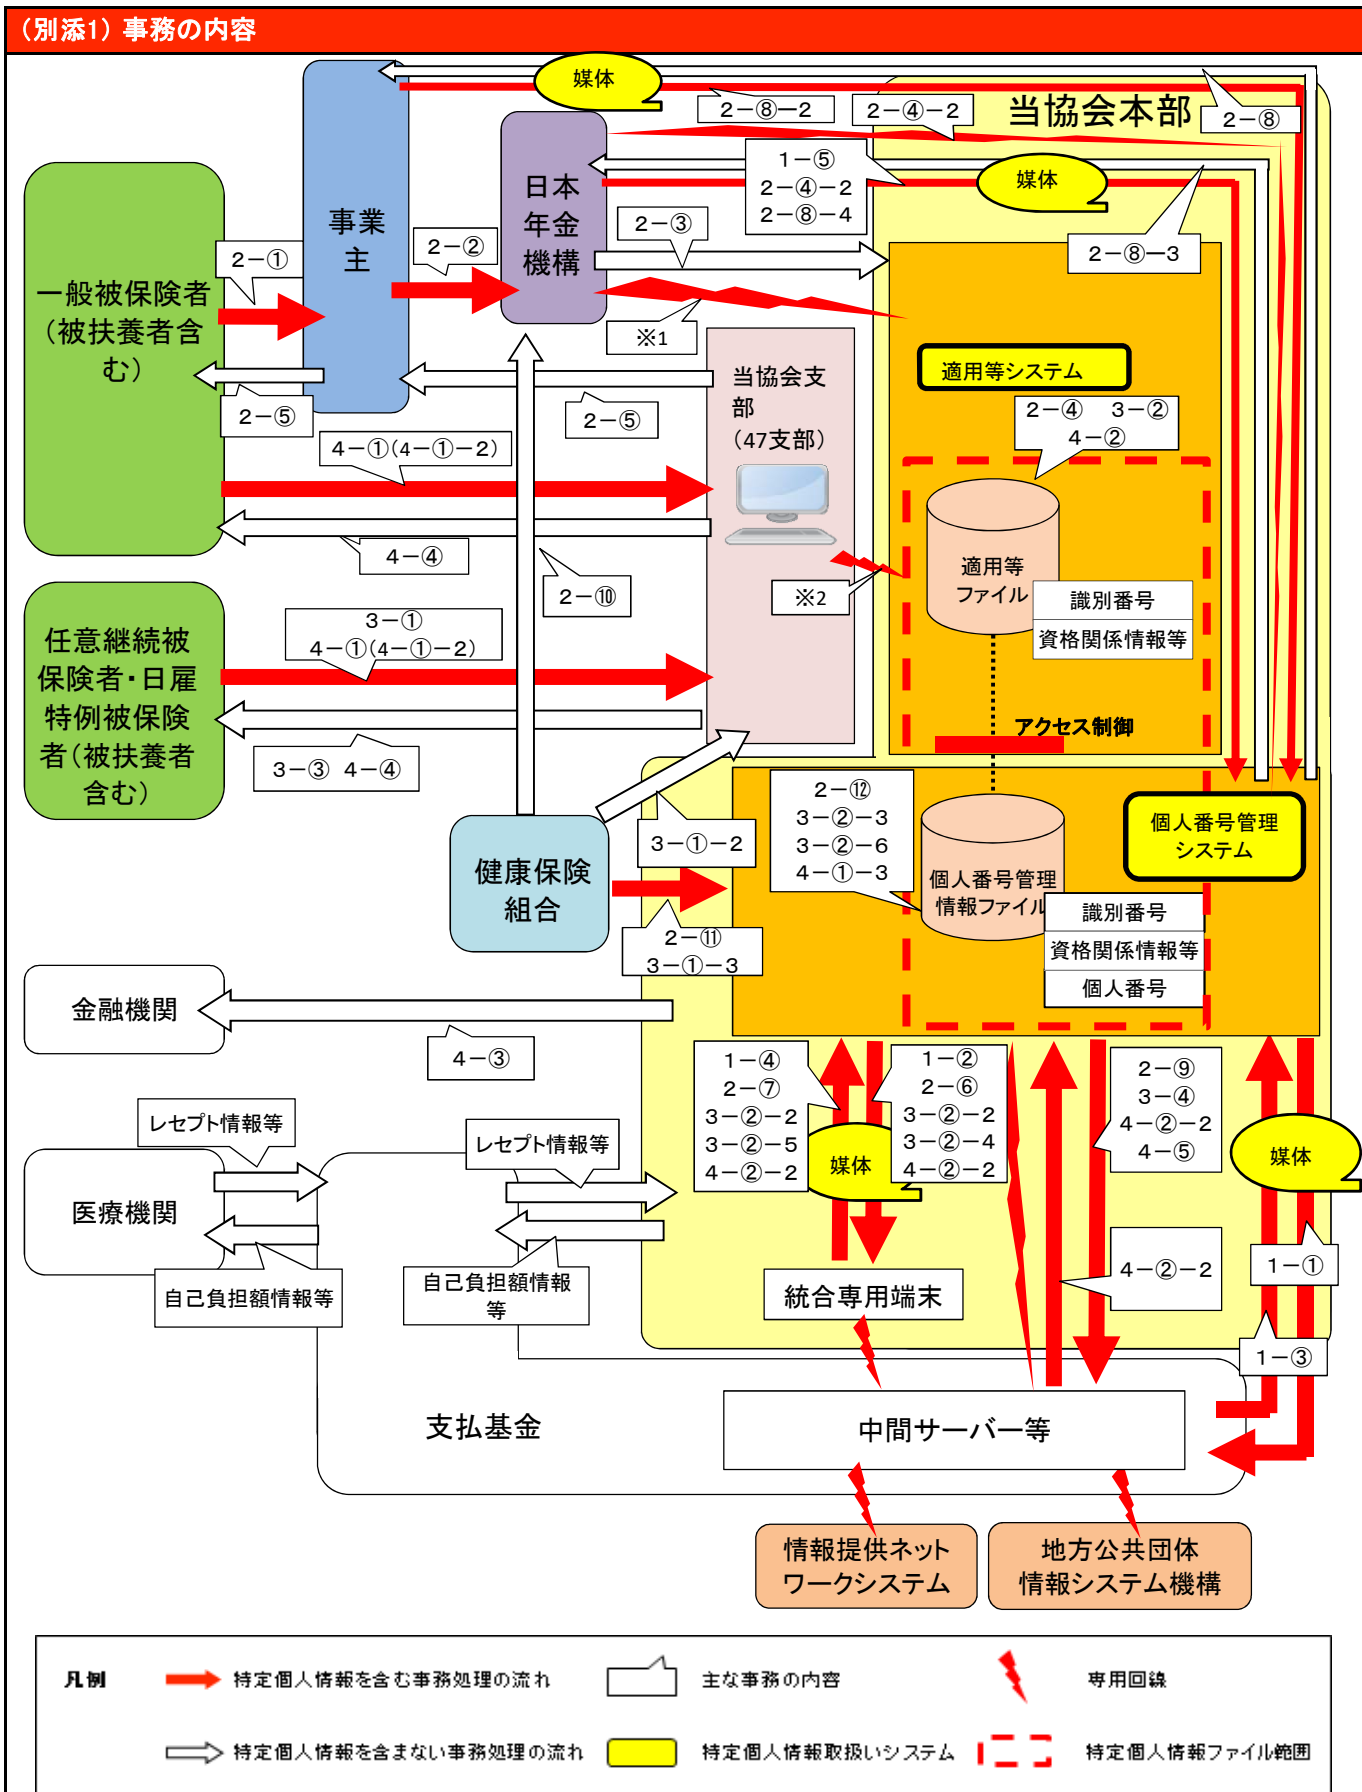 (別添1) 事務の内容
媒体
2－⑧－2
2－④－2
当協会本部
2－⑧
1－⑤
2－④－2
2－⑧－4
媒体
2－⑧－3
日本
年金
機構
2－③
事業
主
2－②
2－①
一般被保険者
(被扶養者含
む)
※1
当協会支
部
(47支部)
適用等システム
2－④　3－②
4－②
2－⑤
2－⑤
4－①(4－①－2)
4－④
2－⑩
※2
適用等
ファイル
識別番号
資格関係情報等
3－①
4－①(4－①－2)
任意継続被
保険者・日雇
特例被保険
者(被扶養者
含む)
3－③ 4－④
アクセス制御
2－⑫
3－②－3
3－②－6
4－①－3
個人番号管理
システム
3－①－2
健康保険
組合
個人番号管理
情報ファイル
識別番号
資格関係情報等
個人番号
2－⑪
3－①－3
金融機関
4－③
1－④
2－⑦
3－②－2
3－②－5
4－②－2
1－②
2－⑥
3－②－2
3－②－4
4－②－2
2－⑨
3－④
4－②－2
4－⑤
媒体
媒体
レセプト情報等
レセプト情報等
医療機関
自己負担額情報等
自己負担額情報
等
4－②－2
1－①
統合専用端末
1－③
支払基金
中間サーバー等
情報提供ネット
ワークシステム
地方公共団体
情報システム機構
凡例
特定個人情報を含む事務処理の流れ
主な事務の内容
専用回線
特定個人情報を含まない事務処理の流れ
特定個人情報取扱いシステム
特定個人情報ファイル範囲